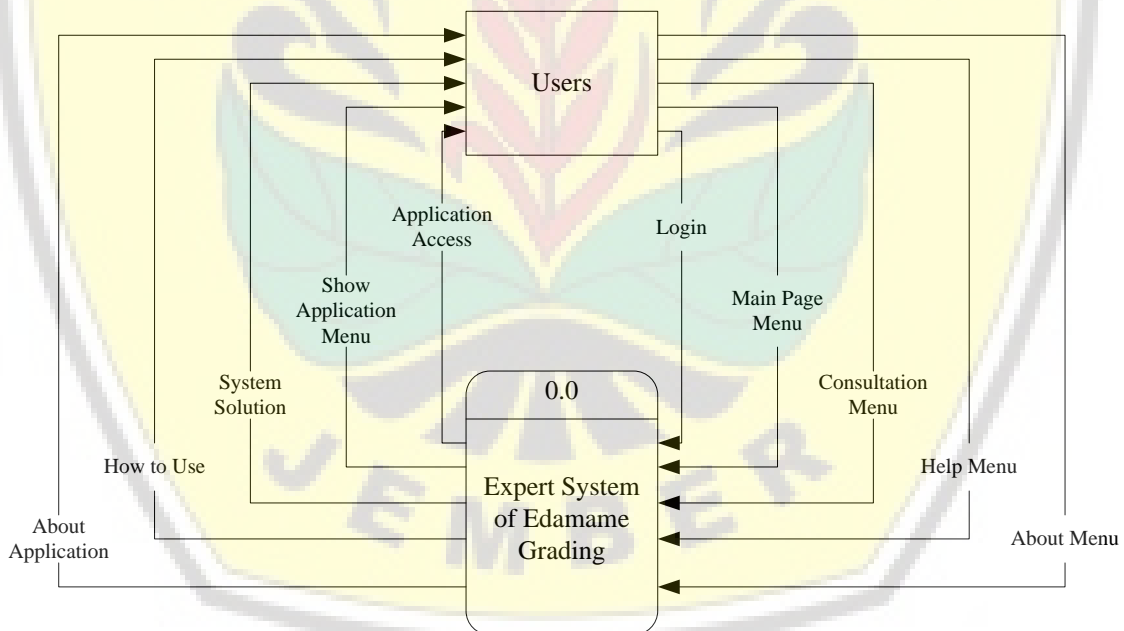 Users
Application
Access
Login
Show
Application
Menu
Main Page
Menu
System
Solution
0.0
Consultation
Menu
How to Use
Help Menu
Expert System
of Edamame
Grading
About
Application
About Menu
JEMBER